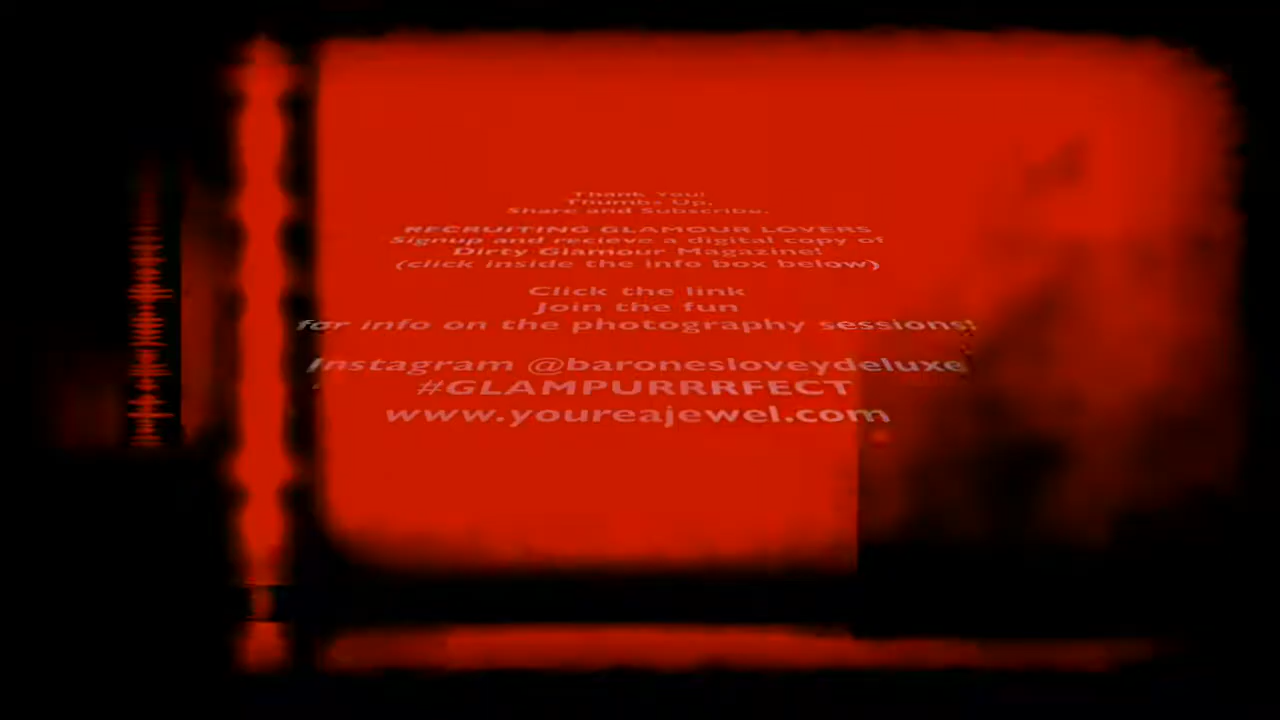 Thank You!
Thumbs Up,
Share and Subscribe.
RECRUITING GLAMOUR LOVERS
Signup and recieve a digital copy of
Dirty Glamour Magazine!
(click inside the info box below)
Click the link
Join the fun
for info on the photography sessions!
Instagram @baronesloveydeluxe
#GLAMPURRRFECT
www.youreajewel.com